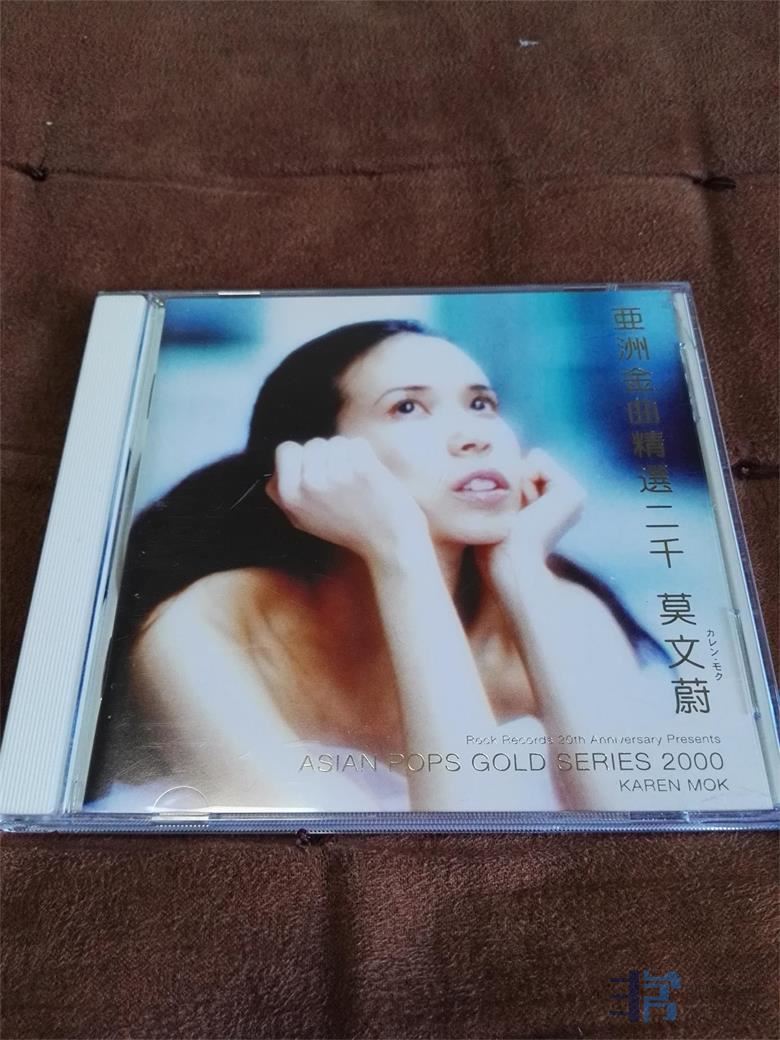 亜洲金曲精選二千 莫文蔚
カレン・モク
Rock Records 20th Anniversary Presents
ASIAN POPS GOLD SERIES 2000
KAREN MOK